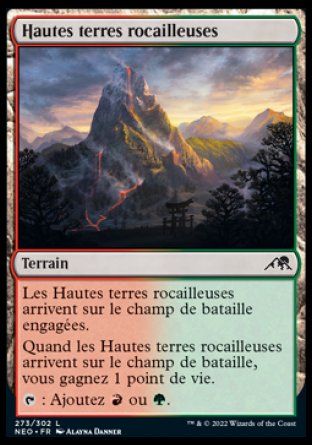 Hautes terres rocailleuses
Terrain
Les Hautes terres rocailleuses
arrivent sur le champ de bataille
engagées.
Quand les Hautes terres rocailleuses
arrivent sur le champ de bataille,
vous gagnez 1 point de vie.
: Ajoutez ou .
273/302 L
NEO • FR ALAYNA DANNER
™ & © 2022 Wizards of the Coast